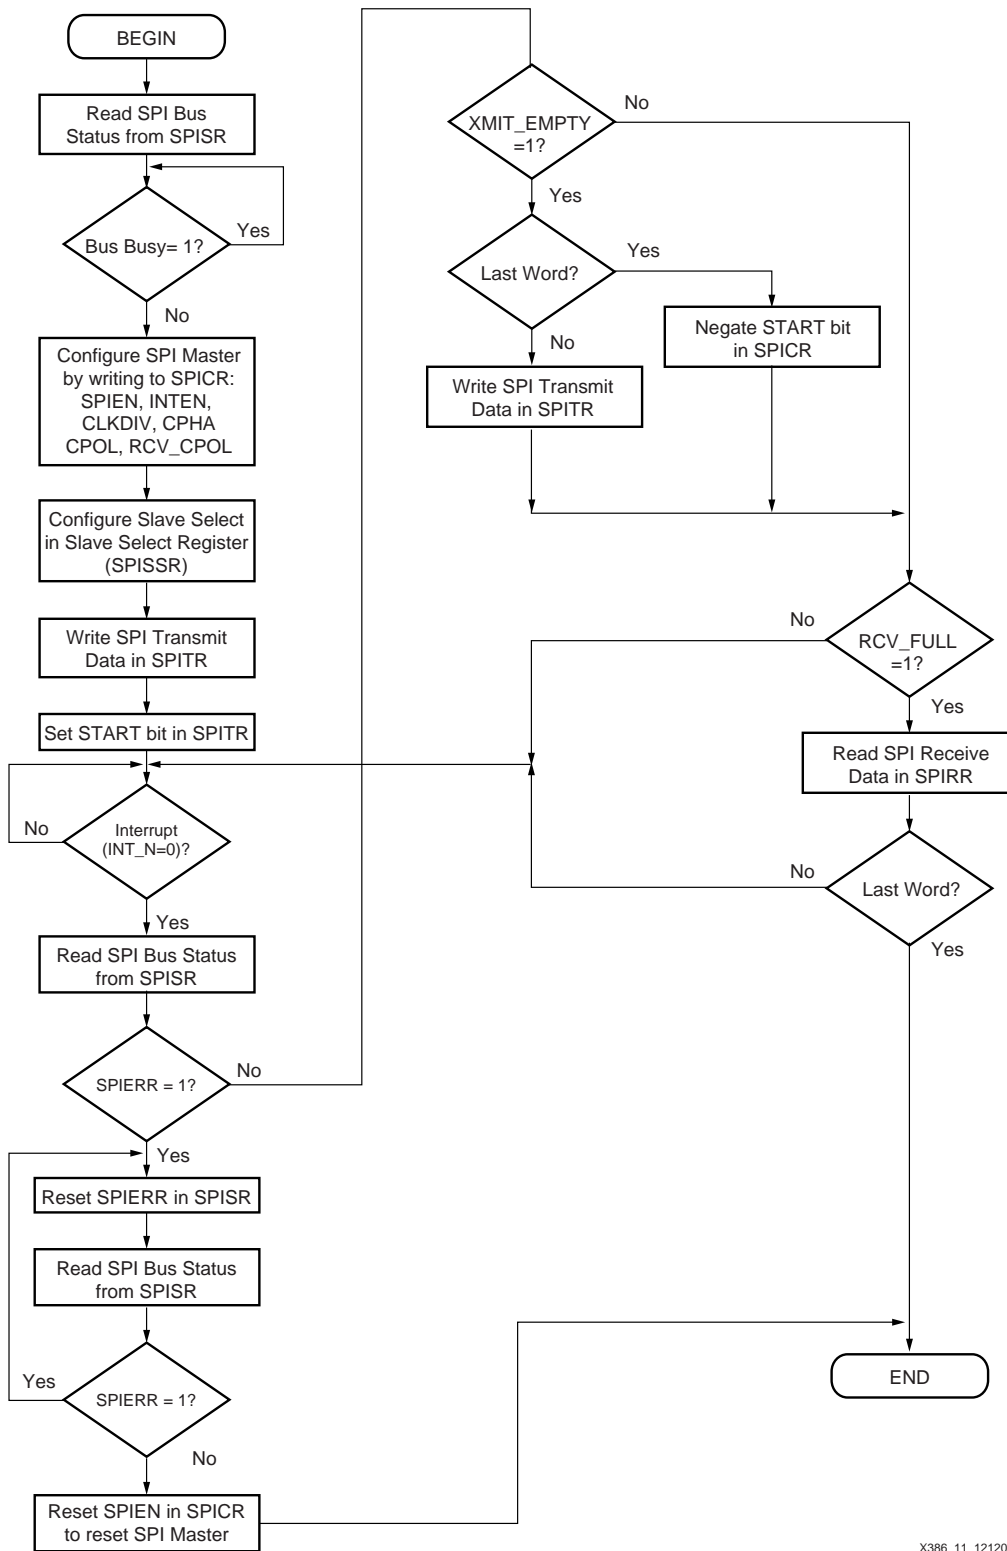 BEGIN
Read SPI Bus
Status from SPISR
Bus Busy= 1?
Yes
No
Configure SPI Master
by writing to SPICR:
SPIEN, INTEN,
CLKDIV, CPHA
CPOL, RCV_CPOL
Configure Slave Select
in Slave Select Register
(SPISSR)
Write SPI Transmit
Data in SPITR
Set START bit in SPITR
No
Interrupt
(INT_N=0)?
Yes
Read SPI Bus Status
from SPISR
SPIERR = 1?
No
Yes
Reset SPIERR in SPISR
Read SPI Bus Status
from SPISR
Yes
SPIERR = 1?
No
Reset SPIEN in SPICR
to reset SPI Master
XMIT_EMPTY
=1?
No
Yes
Last Word?
Yes
No
Negate START bit
in SPICR
Write SPI Transmit
Data in SPITR
No
RCV_FULL
=1?
Yes
Read SPI Receive
Data in SPIRR
No
Last Word?
Yes
END
X386_11_12120